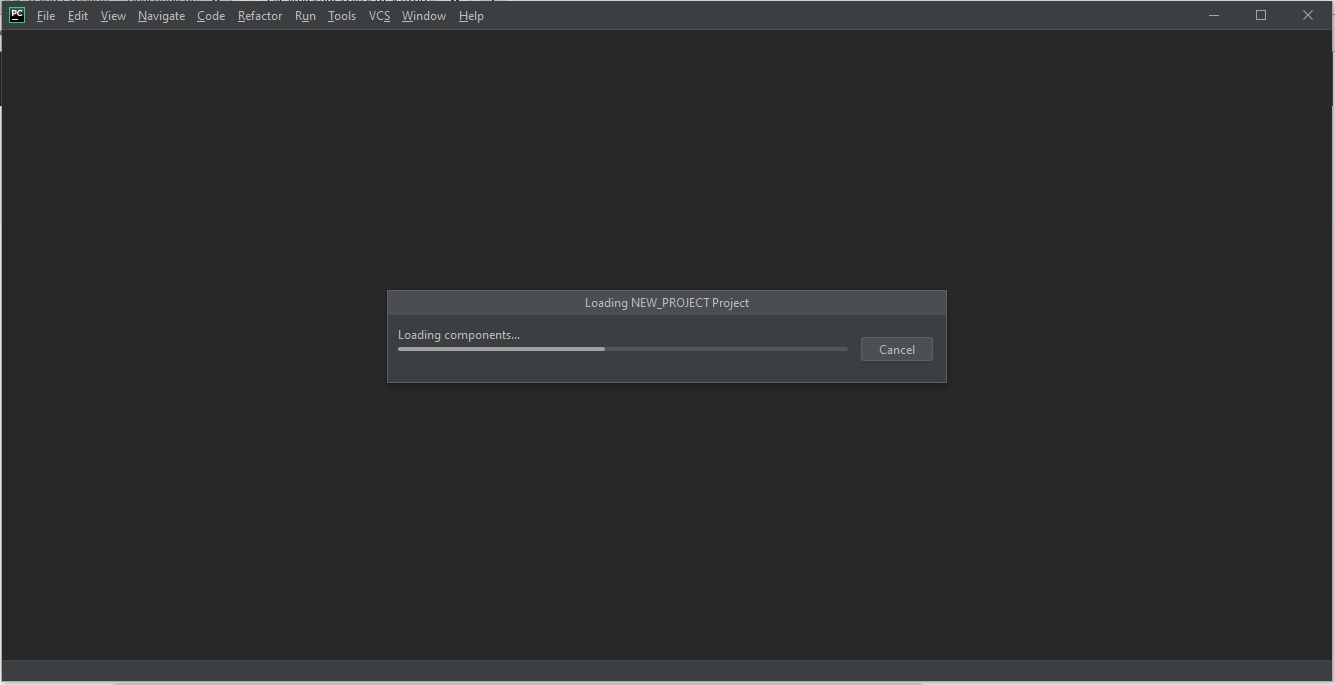 PC File Edit View Navigate Code Refactor Run Tools VCS Window Help
Loading NEW_PROJECT Project
Loading components...
Cancel